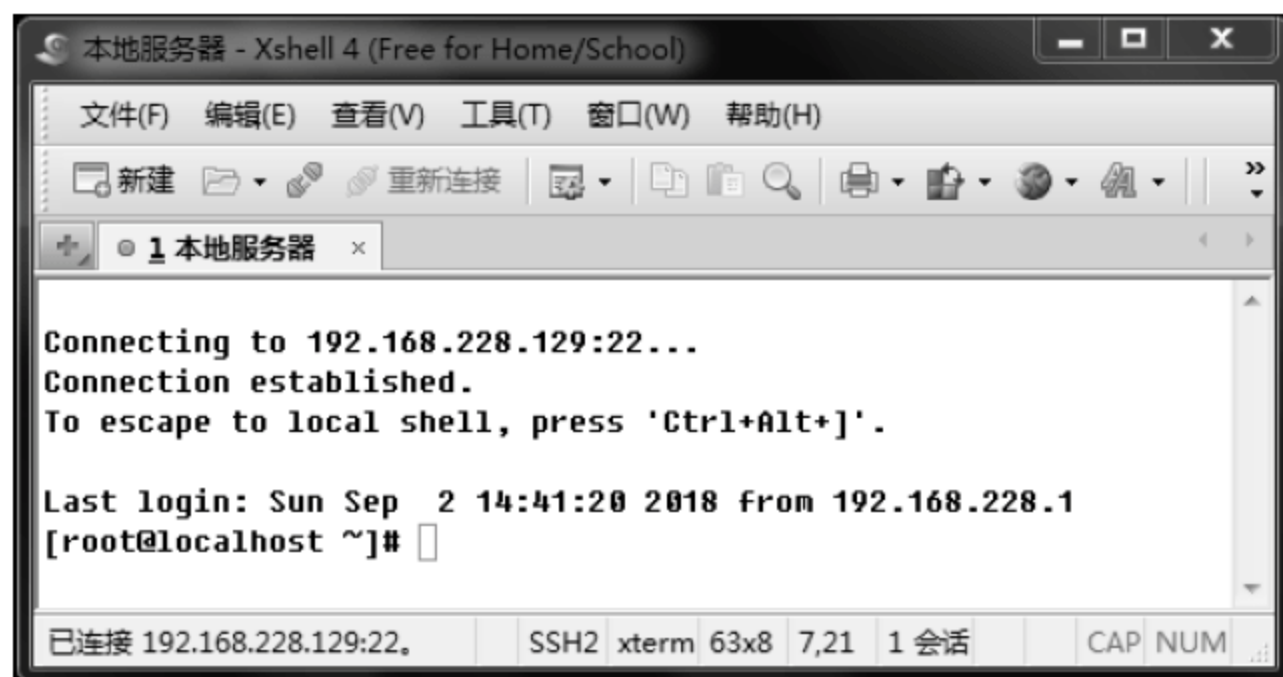 本地服务器 - Xshell 4 (Free for Home/School)
文件(F) 编辑(E) 查看(V) 工具(T) 窗口(W) 帮助(H)
新建 重新连接
1 本地服务器
Connecting to 192.168.228.129:22...
Connection established.
To escape to local shell, press 'Ctrl+Alt+]'.
Last login: Sun Sep  2 14:41:20 2018 from 192.168.228.1
[root@localhost ~]#
已连接 192.168.228.129:22。 SSH2 xterm 63x8 7,21 1 会话 CAP NUM